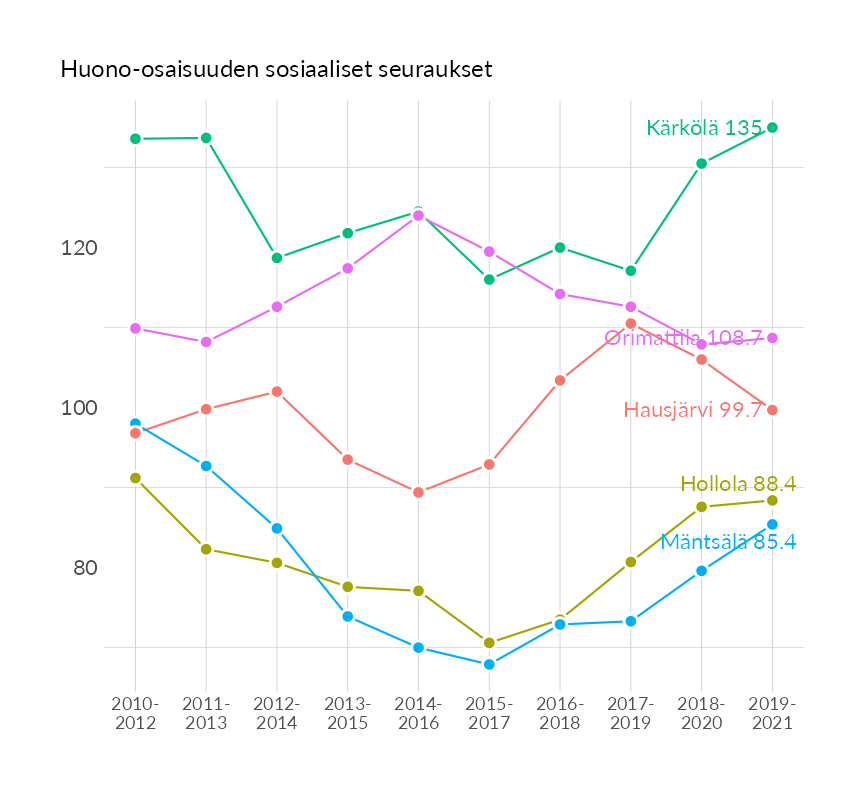 Huono-osaisuuden sosiaaliset seuraukset
Kärkölä 135
120
Orimattila 108.7
100
Hausjärvi 99.7
Hollola 88.4
Mäntsälä 85.4
80
2010- 2011- 2012- 2013- 2014- 2015- 2016- 2017- 2018- 2019-
2012 2013 2014 2015 2016 2017 2018 2019 2020 2021